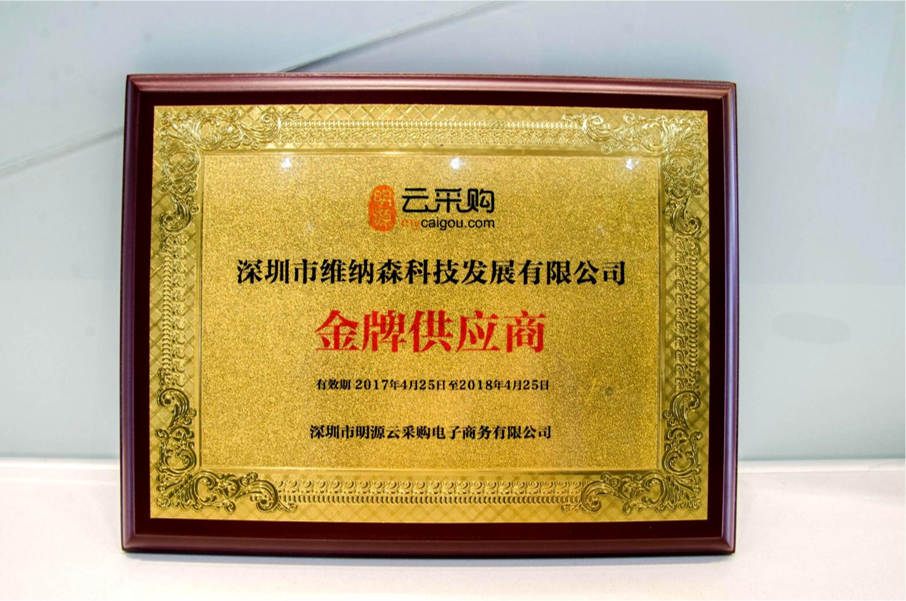 明源 云采购
mycaigou.com
深圳市维纳森科技发展有限公司
金牌供应商
有效期 2017年4月25日至2018年4月25日
深圳市明源云采购电子商务有限公司